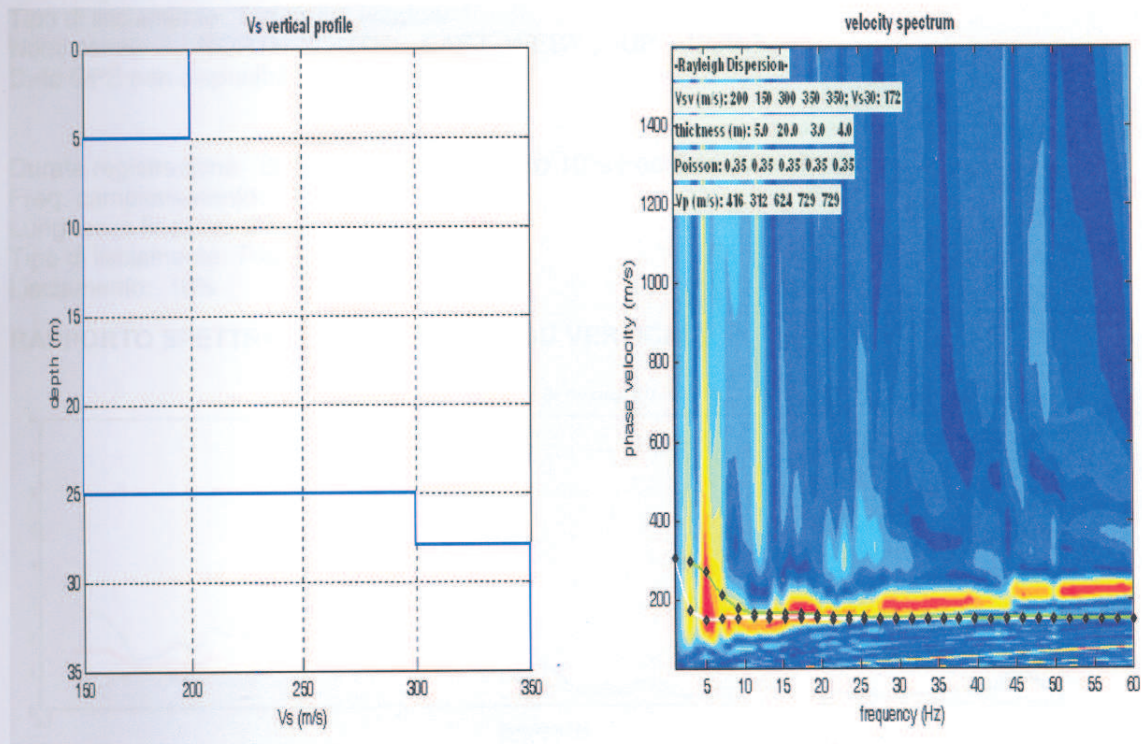 Vs vertical profile
0
5
10
15
20
25
30
35
depth (m)
150
200
250
300
350
Vs (m/s)
velocity spectrum
-Rayleigh Dispersion-
Vsv (m/s): 200 150 300 350 350; Vs30: 172
thickness (m): 5.0 20.0 3.0 4.0
Poisson: 0.35 0.35 0.35 0.35 0.35
Vp (m/s): 416 312 624 729 729
1400
1200
1000
800
600
400
200
phase velocity (m/s)
5
10
15
20
25
30
35
40
45
50
55
60
frequency (Hz)